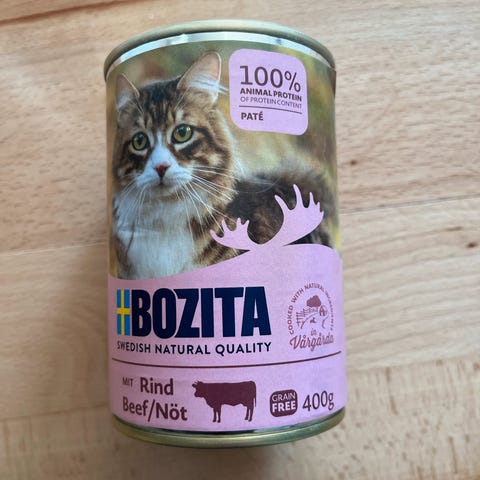 100%
ANIMAL PROTEIN
OF PROTEIN CONTENT
PATÉ
BOZITA
SWEDISH NATURAL QUALITY
COOKED WITH NATURAL INGREDIENTS
in
Vårgårda
MIT Rind
Beef/Nöt
GRAIN
FREE
400g